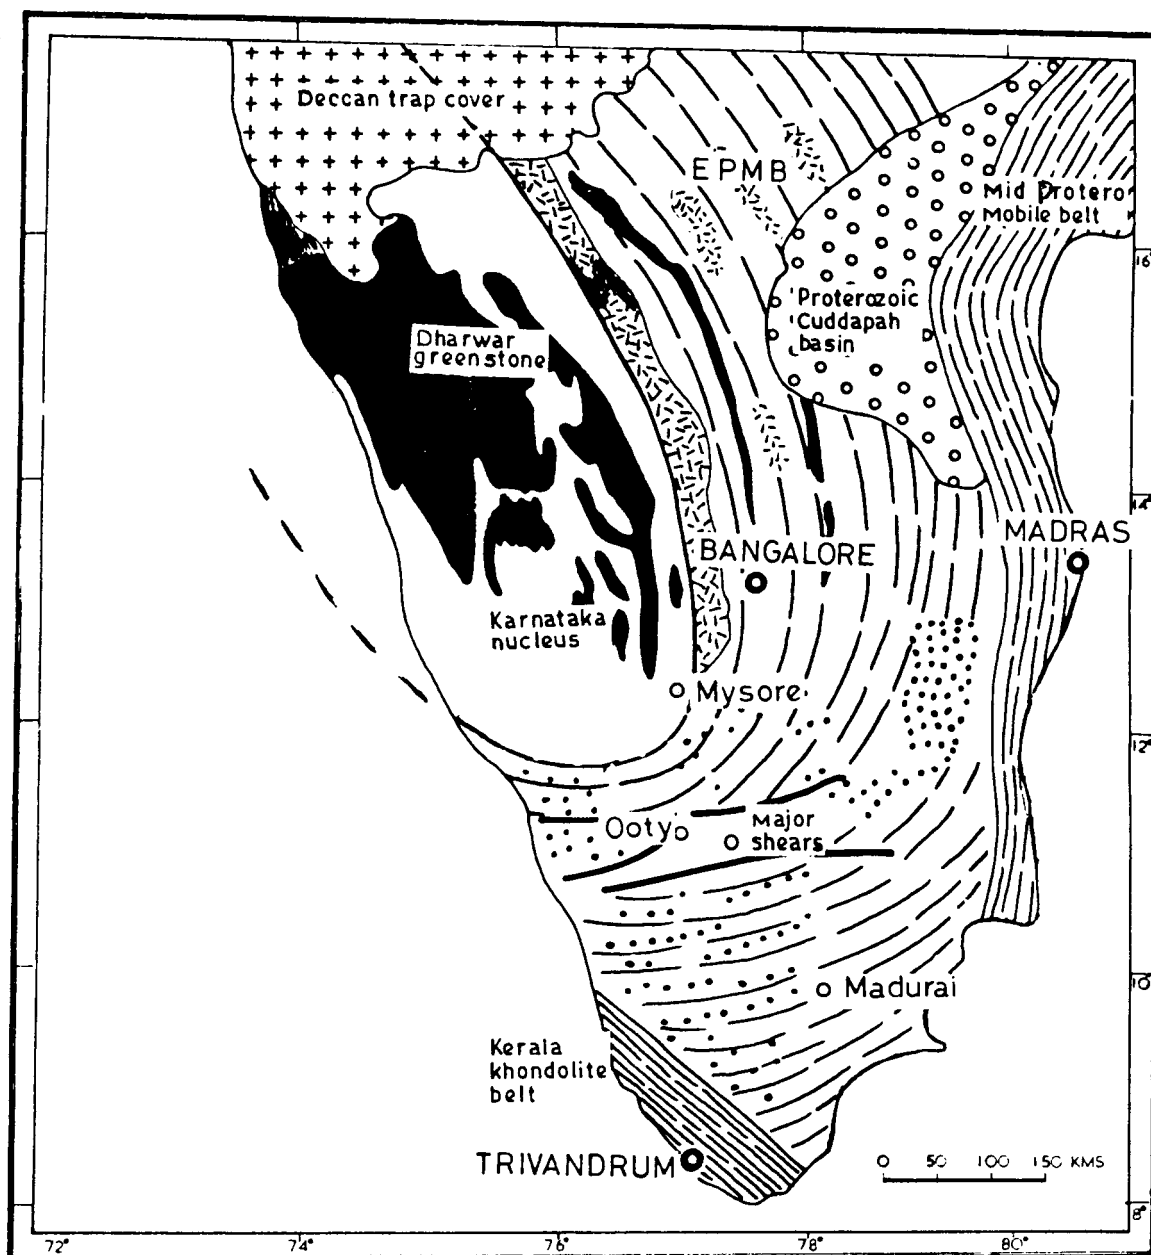 Deccan trap cover
EPMB
Mid Protero
Mobile belt
16°
Proterozoic
Cuddapah
basin
Dharwar
greenstone
14°
MADRAS
BANGALORE
Karnataka
nucleus
Mysore
12°
Ooty
Major
shears
Madurai
10
Kerala
khondolite
belt
TRIVANDRUM
0 50 100 150 KMS
8°
72° 74° 76° 78° 80°